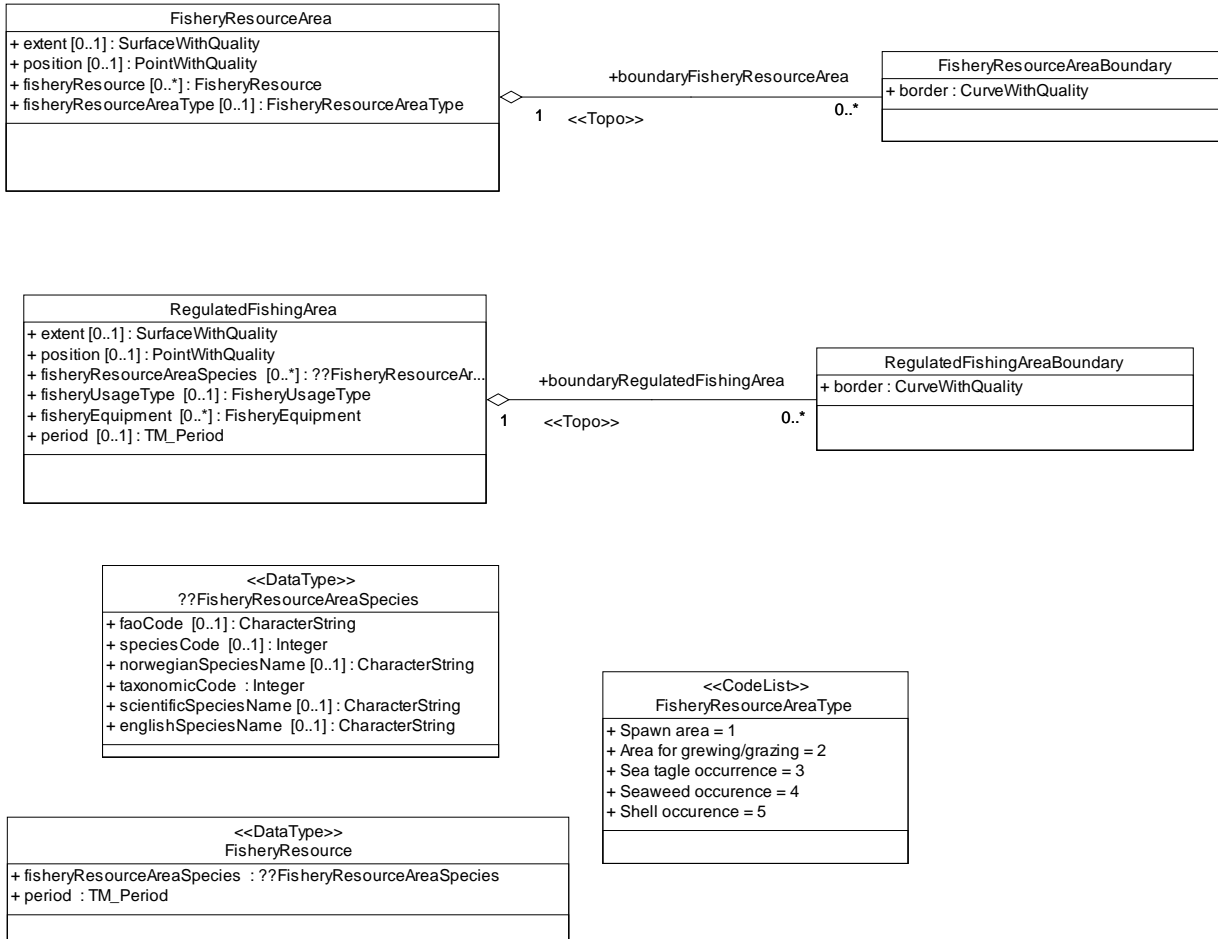 FisheryResourceArea
+ extent [0..1] : SurfaceWithQuality
+ position [0..1] : PointWithQuality
+ fisheryResource [0..*] : FisheryResource
+ fisheryResourceAreaType [0..1] : FisheryResourceAreaType
+boundaryFisheryResourceArea
1
<<Topo>>
0..*
FisheryResourceAreaBoundary
+ border : CurveWithQuality
RegulatedFishingArea
+ extent [0..1] : SurfaceWithQuality
+ position [0..1] : PointWithQuality
+ fisheryResourceAreaSpecies [0..*] : ??FisheryResourceAr...
+ fisheryUsageType [0..1] : FisheryUsageType
+ fisheryEquipment [0..*] : FisheryEquipment
+ period [0..1] : TM_Period
+boundaryRegulatedFishingArea
1
<<Topo>>
0..*
RegulatedFishingAreaBoundary
+ border : CurveWithQuality
<<DataType>>
??FisheryResourceAreaSpecies
+ faoCode [0..1] : CharacterString
+ speciesCode [0..1] : Integer
+ norwegianSpeciesName [0..1] : CharacterString
+ taxonomicCode : Integer
+ scientificSpeciesName [0..1] : CharacterString
+ englishSpeciesName [0..1] : CharacterString
<<CodeList>>
FisheryResourceAreaType
+ Spawn area = 1
+ Area for grewing/grazing = 2
+ Sea tagle occurrence = 3
+ Seaweed occurence = 4
+ Shell occurence = 5
<<DataType>>
FisheryResource
+ fisheryResourceAreaSpecies : ??FisheryResourceAreaSpecies
+ period : TM_Period